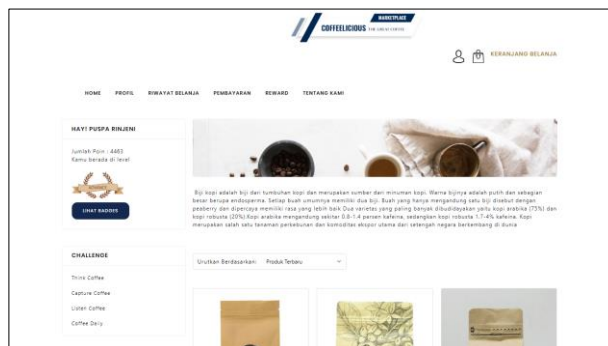 MARKETPLACE
COFFEELICIOUS THE GREAT COFFEE
KERANJANG BELANJA
HOME PROFIL RIWAYAT BELANJA PEMBAYARAN REWARD TENTANG KAMI
HAY! PUSPA RINJENI
Jumlah Poin : 4463
Kamu berada di level
LIHAT BADGES
Biji kopi adalah biji dari tumbuhan kopi dan merupakan sumber dari minuman kopi. Warna bijinya adalah putih dan sebagian
besar berupa endosperma. Setiap buah umumnya memiliki dua biji. Buah yang hanya mengandung satu biji disebut dengan
peaberry dan dipercaya memiliki rasa yang lebih baik Dua varietas yang paling banyak dibudidayakan yaitu kopi arabika (75%) dan
kopi robusta (20%) Kopi arabika mengandung sekitar 0.8-1.4 persen kafeina, sedangkan kopi robusta 1.7-4% kafeina. Kopi
merupakan salah satu tanaman perkebunan dan komoditas ekspor utama dari setengah negara berkembang di dunia
CHALLENGE
Think Coffee
Capture Coffee
Listen Coffee
Coffee Daily
Urutkan Berdasarkan: Produk Terbaru